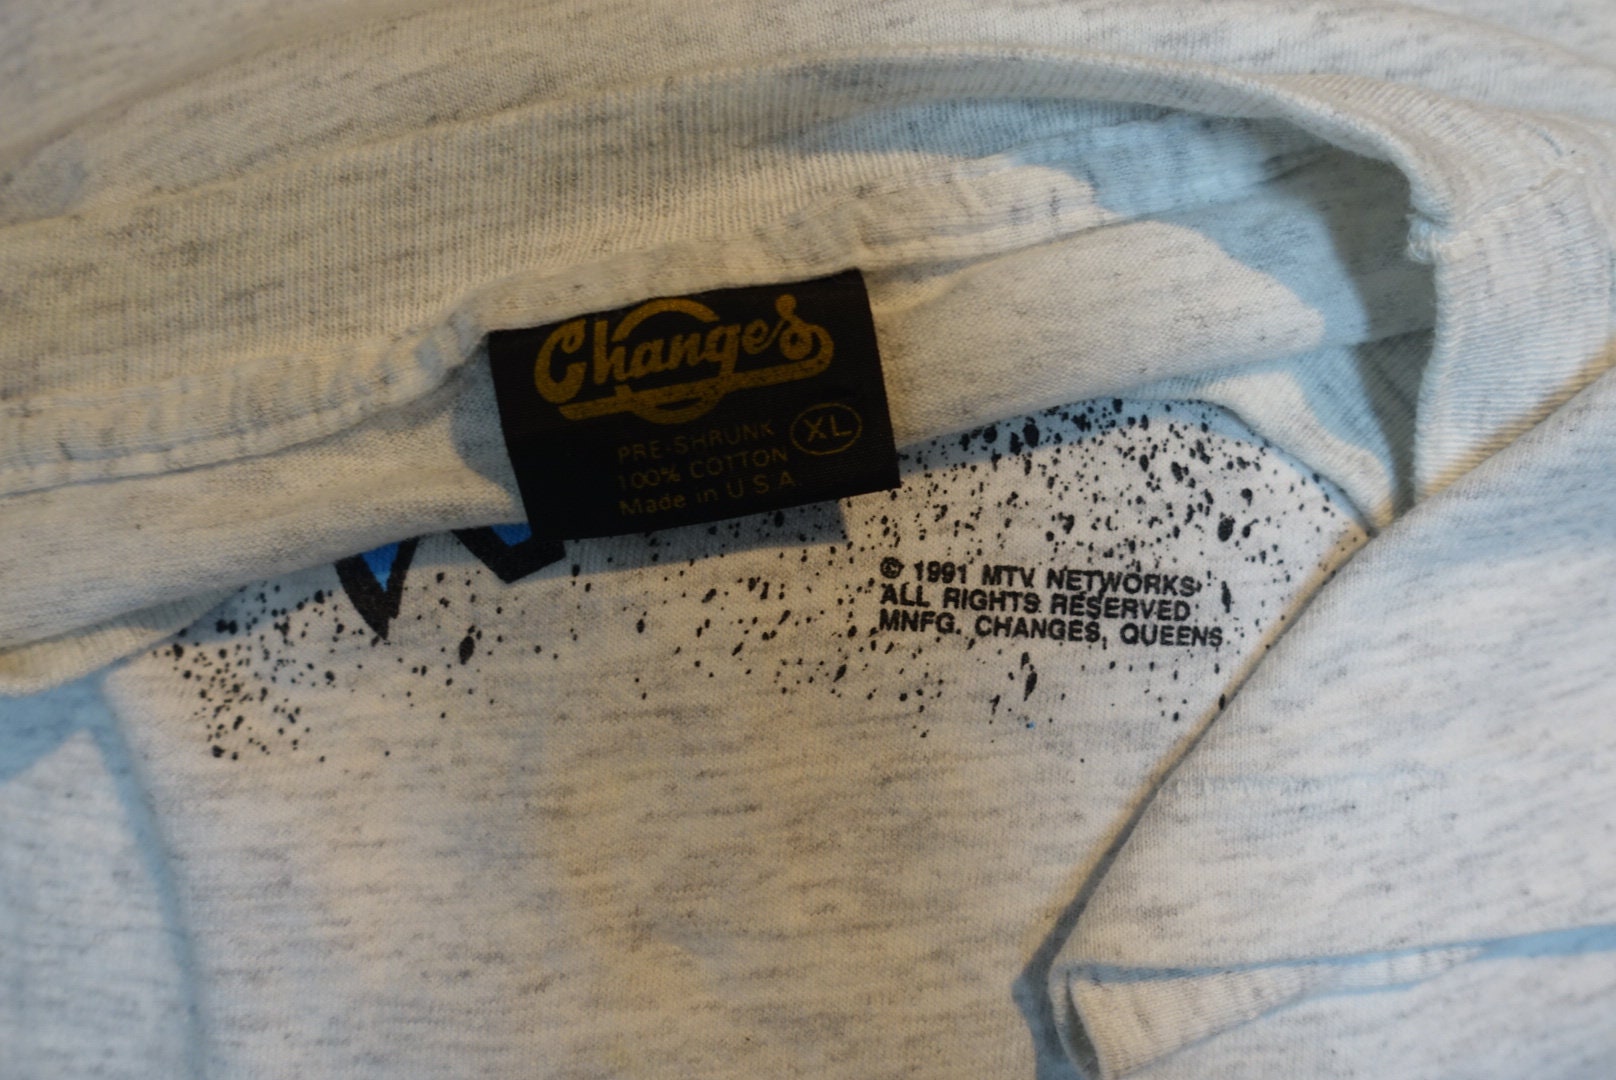 Changes
PRE-SHRUNK XL
100% COTTON
Made in U.S.A.
© 1991 MTV NETWORKS
ALL RIGHTS RESERVED
MNFG. CHANGES, QUEENS